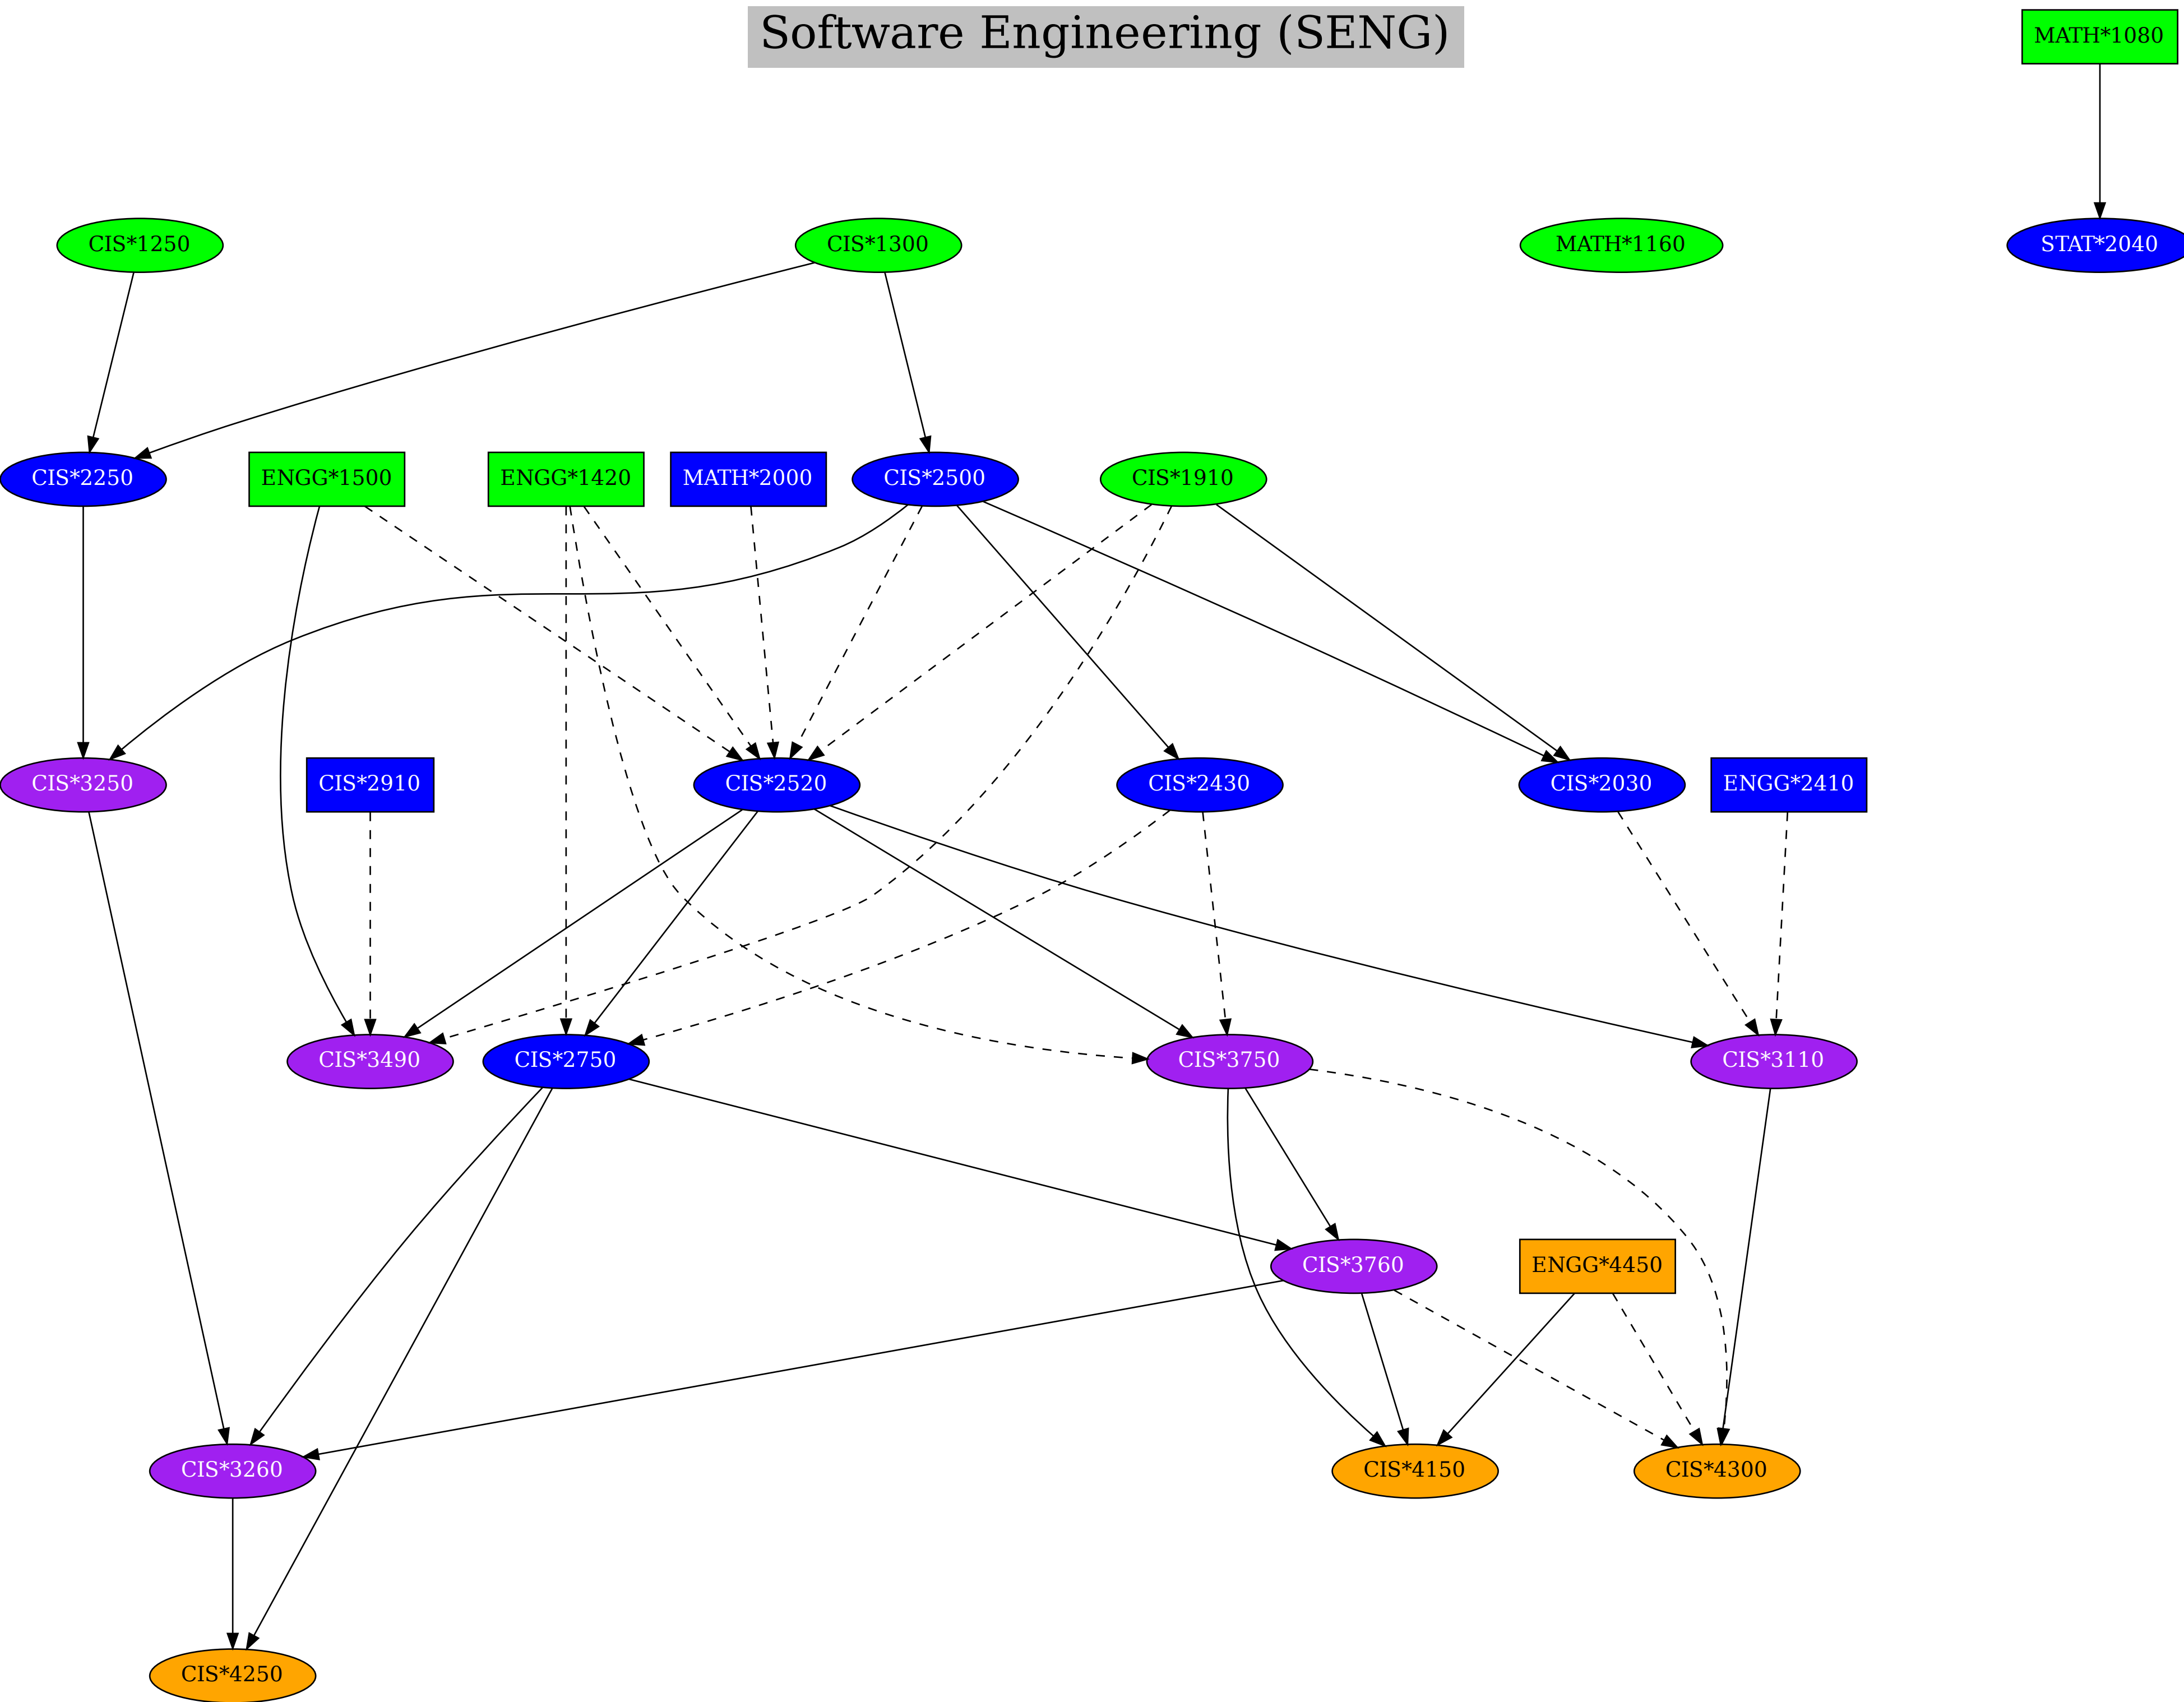 Software Engineering (SENG)
MATH*1080
CIS*1250
CIS*1300
MATH*1160
STAT*2040
CIS*2250
ENGG*1500
ENGG*1420
MATH*2000
CIS*2500
CIS*1910
CIS*3250
CIS*2910
CIS*2520
CIS*2430
CIS*2030
ENGG*2410
CIS*3490
CIS*2750
CIS*3750
CIS*3110
CIS*3760
ENGG*4450
CIS*3260
CIS*4150
CIS*4300
CIS*4250